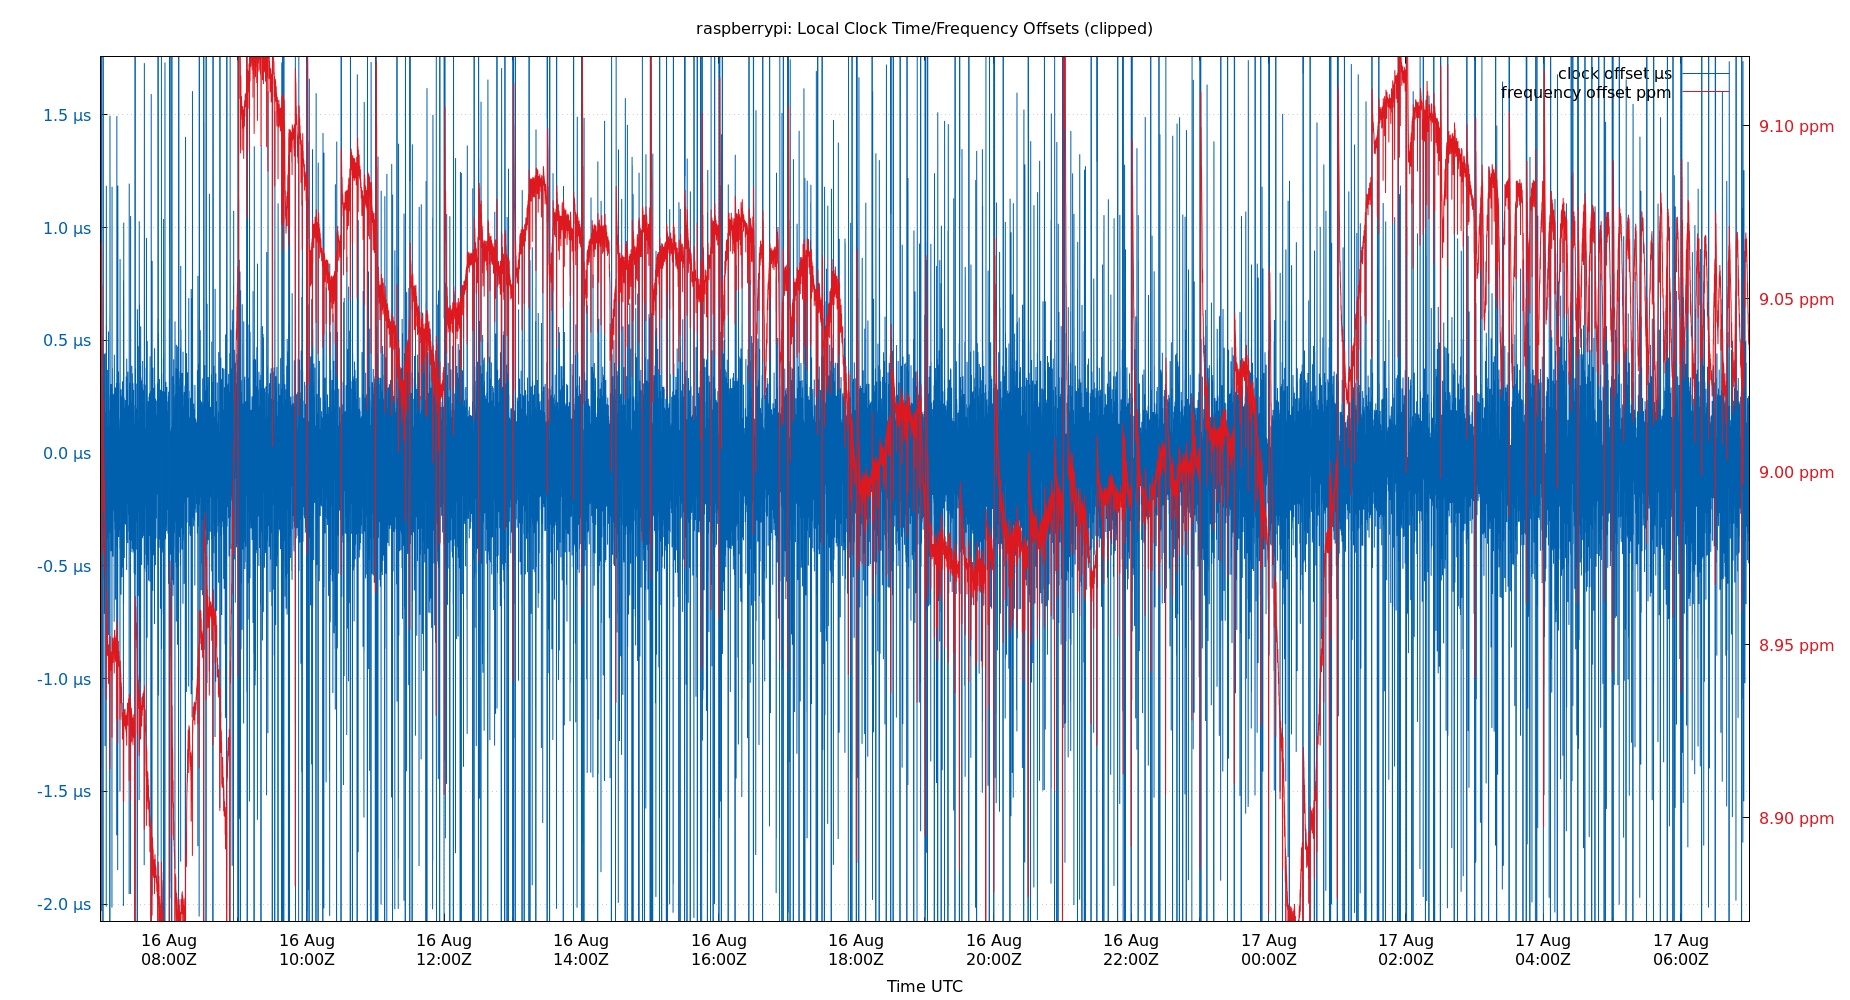 raspberrypi: Local Clock Time/Frequency Offsets (clipped)
clock offset µs
frequency offset ppm
1.5 µs
1.0 µs
0.5 µs
0.0 µs
-0.5 µs
-1.0 µs
-1.5 µs
-2.0 µs
9.10 ppm
9.05 ppm
9.00 ppm
8.95 ppm
8.90 ppm
16 Aug 16 Aug 16 Aug 16 Aug 16 Aug 16 Aug 16 Aug 16 Aug 17 Aug 17 Aug 17 Aug 17 Aug
08:00Z 10:00Z 12:00Z 14:00Z 16:00Z 18:00Z 20:00Z 22:00Z 00:00Z 02:00Z 04:00Z 06:00Z
Time UTC